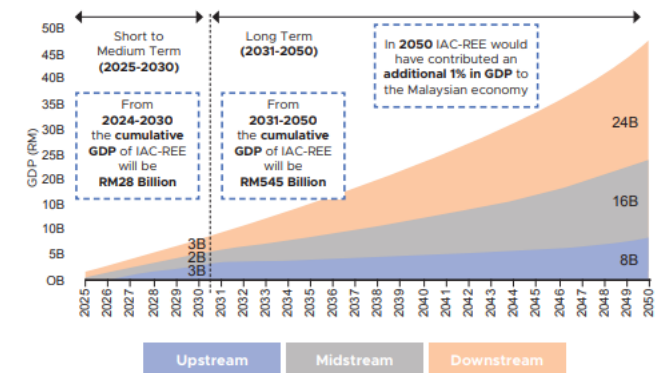 Short to
Medium Term
(2025-2030)
Long Term
(2031-2050)
In 2050 IAC-REE would
have contributed an
additional 1% in GDP to
the Malaysian economy
From
2024-2030
the cumulative
GDP of IAC-REE
will be
RM28 Billion
From
2031-2050
the cumulative
GDP of IAC-REE
will be
RM545 Billion
GDP (RM)
50B
45B
40B
35B
30B
25B
20B
15B
10B
5B
0B
3B
2B
3B
24B
16B
8B
2025
2026
2027
2028
2029
2030
2031
2032
2033
2034
2035
2036
2037
2038
2039
2040
2041
2042
2043
2044
2045
2046
2047
2048
2049
2050
Upstream
Midstream
Downstream